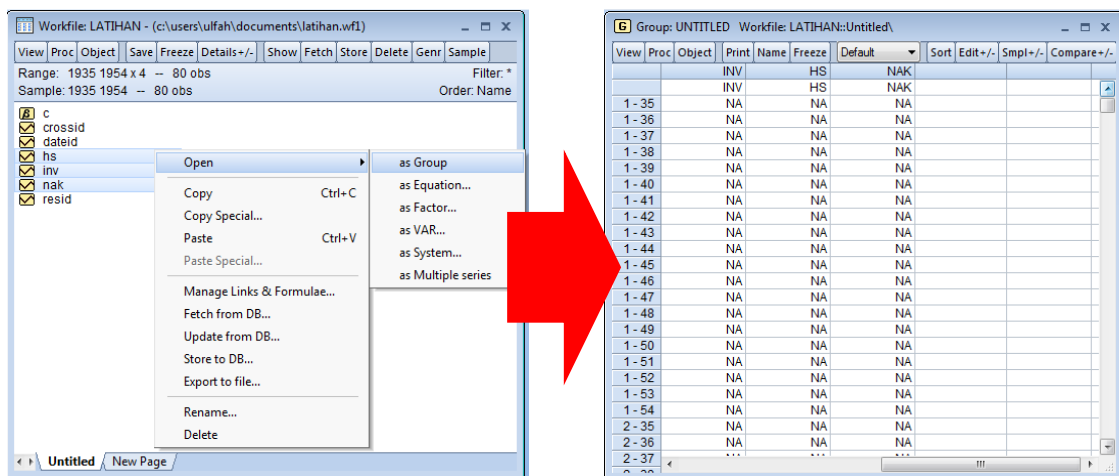 Workfile: LATIHAN - (c:\users\ulfah\documents\latihan.wf1)
View Proc Object Save Freeze Details+/- Show Fetch Store Delete Genr Sample
Range: 1935 1954 x 4 -- 80 obs Filter: *
Sample: 1935 1954 -- 80 obs Order: Name
β c
crossid
dateid
hs
inv
nak
resid
Open
Copy Ctrl+C
Copy Special...
Paste Ctrl+V
Paste Special...
Manage Links & Formulae...
Fetch from DB...
Update from DB...
Store to DB...
Export to file...
Rename...
Delete
as Group
as Equation...
as Factor...
as VAR...
as System...
as Multiple series
Untitled New Page
G Group: UNTITLED Workfile: LATIHAN::Untitled\
View Proc Object Print Name Freeze Default Sort Edit+/- Smpl+/- Compare+/-
INV HS NAK
INV HS NAK
1 - 35 NA NA NA
1 - 36 NA NA NA
1 - 37 NA NA NA
1 - 38 NA NA NA
1 - 39 NA NA NA
1 - 40 NA NA NA
1 - 41 NA NA NA
1 - 42 NA NA NA
1 - 43 NA NA NA
1 - 44 NA NA NA
1 - 45 NA NA NA
1 - 46 NA NA NA
1 - 47 NA NA NA
1 - 48 NA NA NA
1 - 49 NA NA NA
1 - 50 NA NA NA
1 - 51 NA NA NA
1 - 52 NA NA NA
1 - 53 NA NA NA
1 - 54 NA NA NA
2 - 35 NA NA NA
2 - 36 NA NA NA
2 - 37